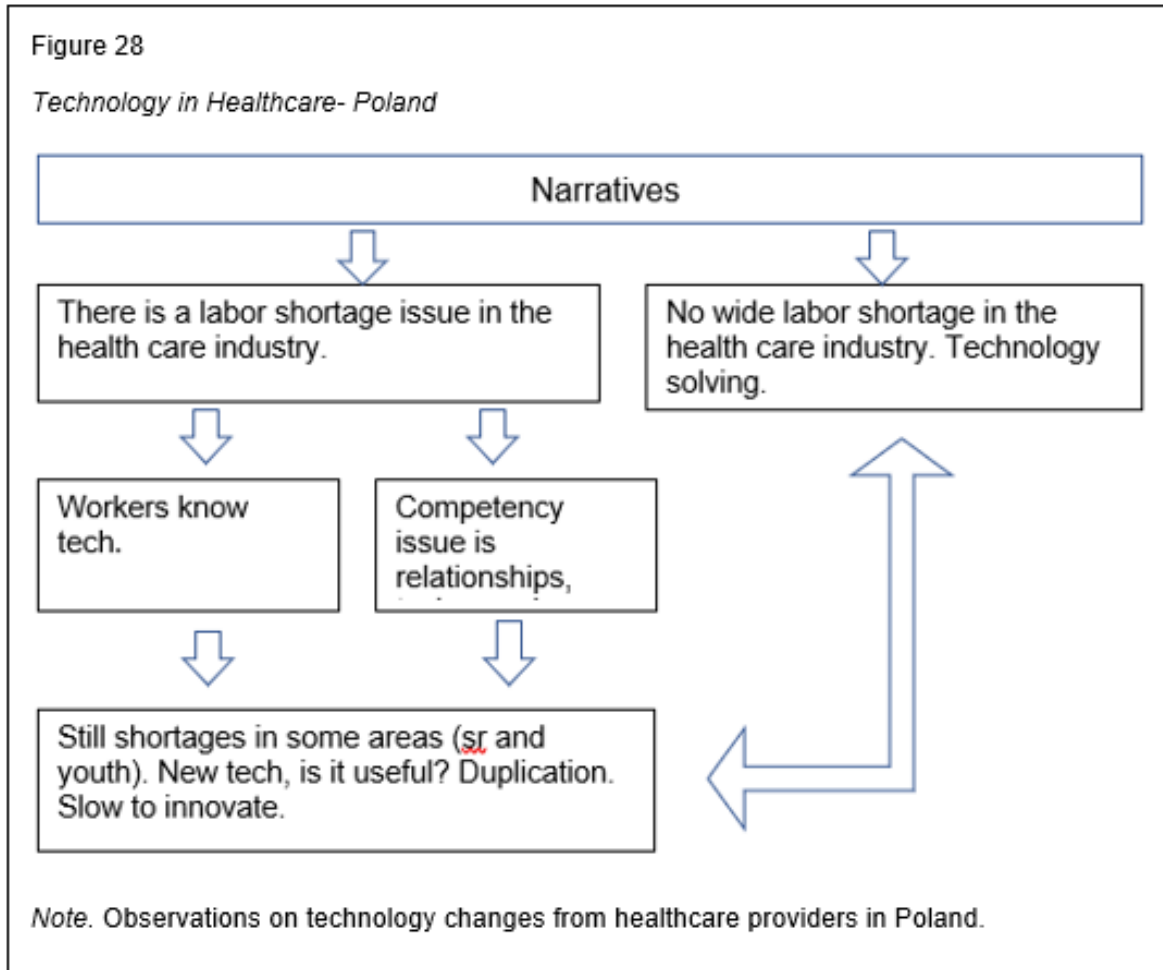 Figure 28
Technology in Healthcare- Poland
Narratives
There is a labor shortage issue in the
health care industry.
No wide labor shortage in the
health care industry. Technology
solving.
Workers know
tech.
Competency
issue is
relationships,
Still shortages in some areas (sr and
youth). New tech, is it useful? Duplication.
Slow to innovate.
Note. Observations on technology changes from healthcare providers in Poland.